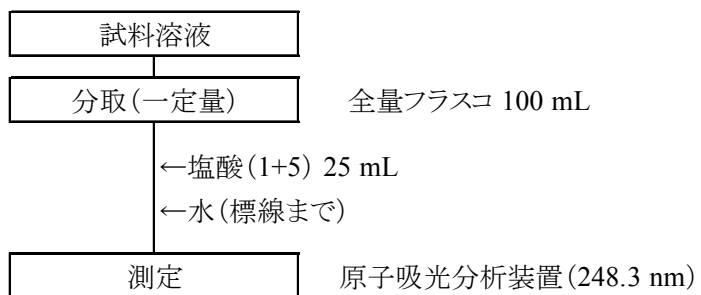 試料溶液
分取(一定量) 全量フラスコ 100 mL
←塩酸(1+5) 25 mL
←水(標線まで)
測定 原子吸光分析装置(248.3 nm)